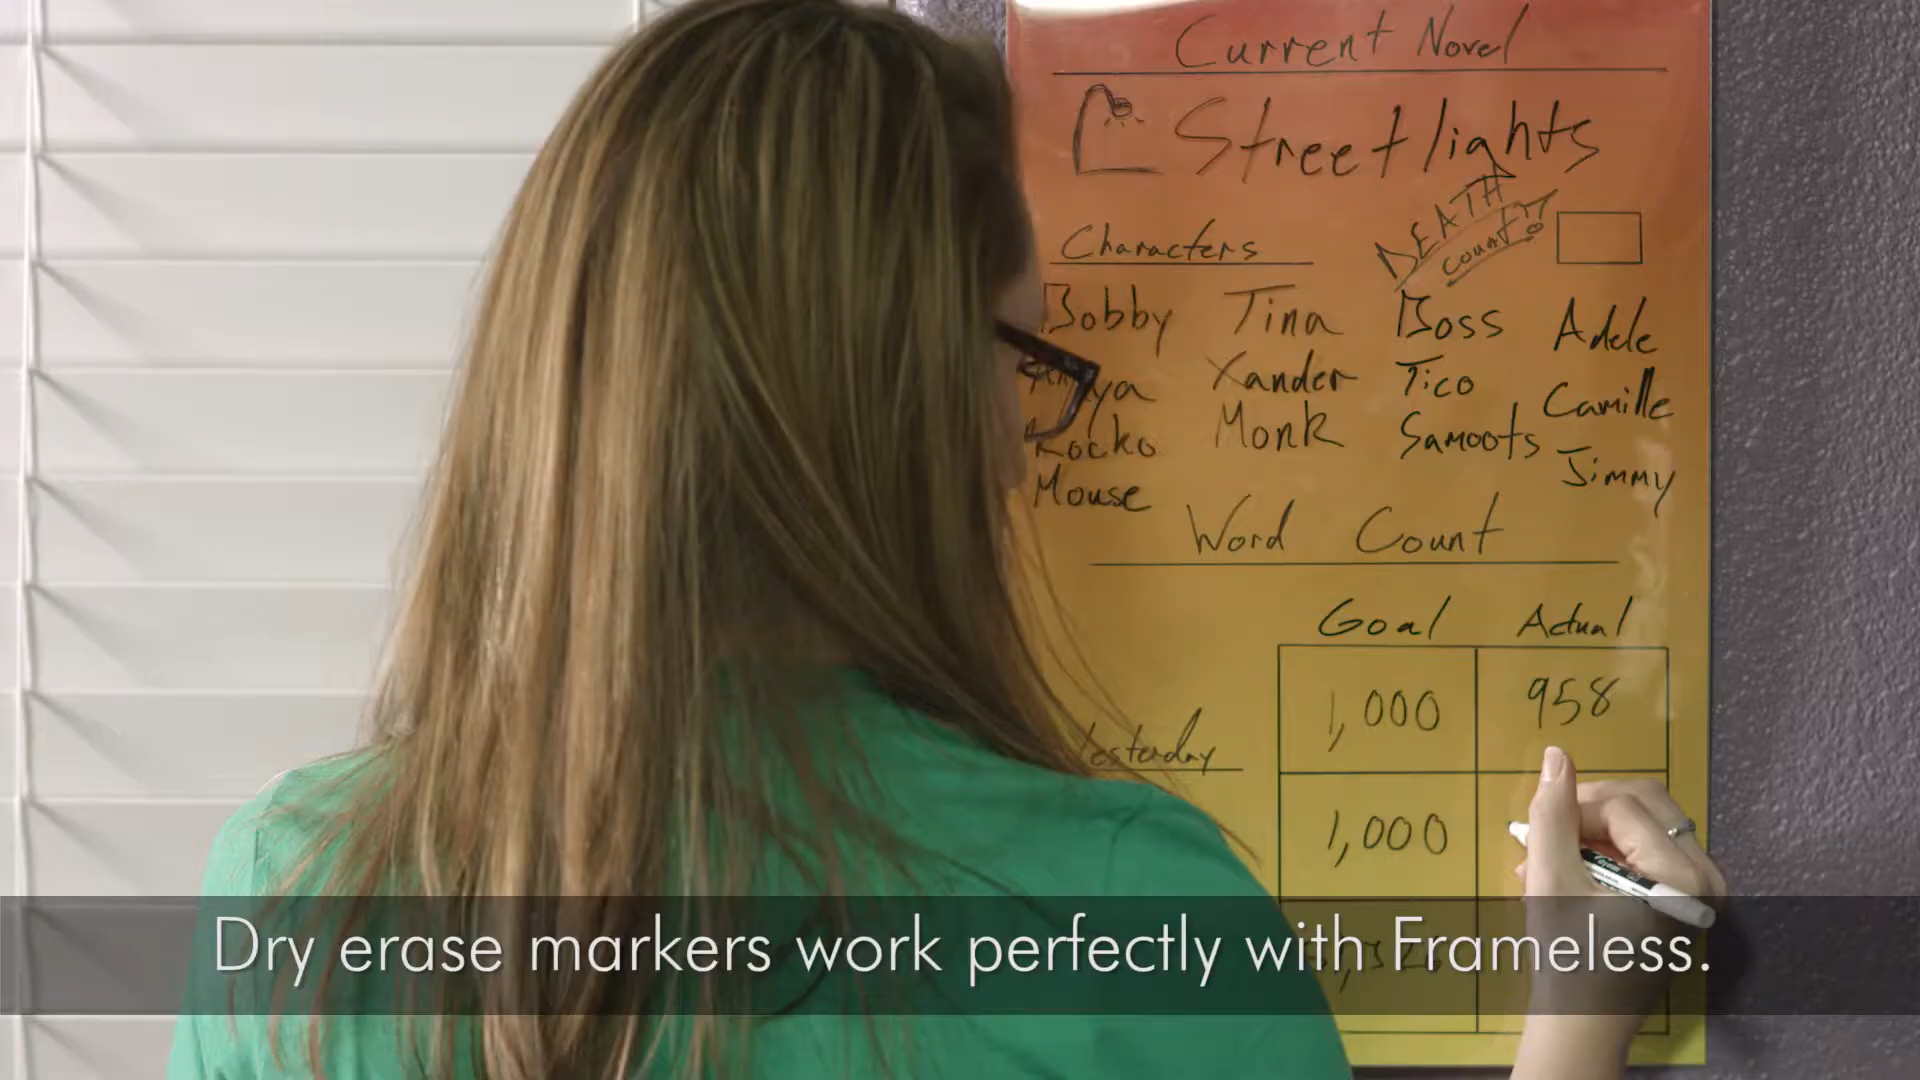 Current Novel
Streetlights
DEATH
count
Characters
Bobby Tina Boss Adele
Xander Tico Camille
Rocko Monk Samoots Jimmy
Mouse
Word Count
Goal Actual
1,000 958
Yesterday
1,000
Dry erase markers work perfectly with Frameless.